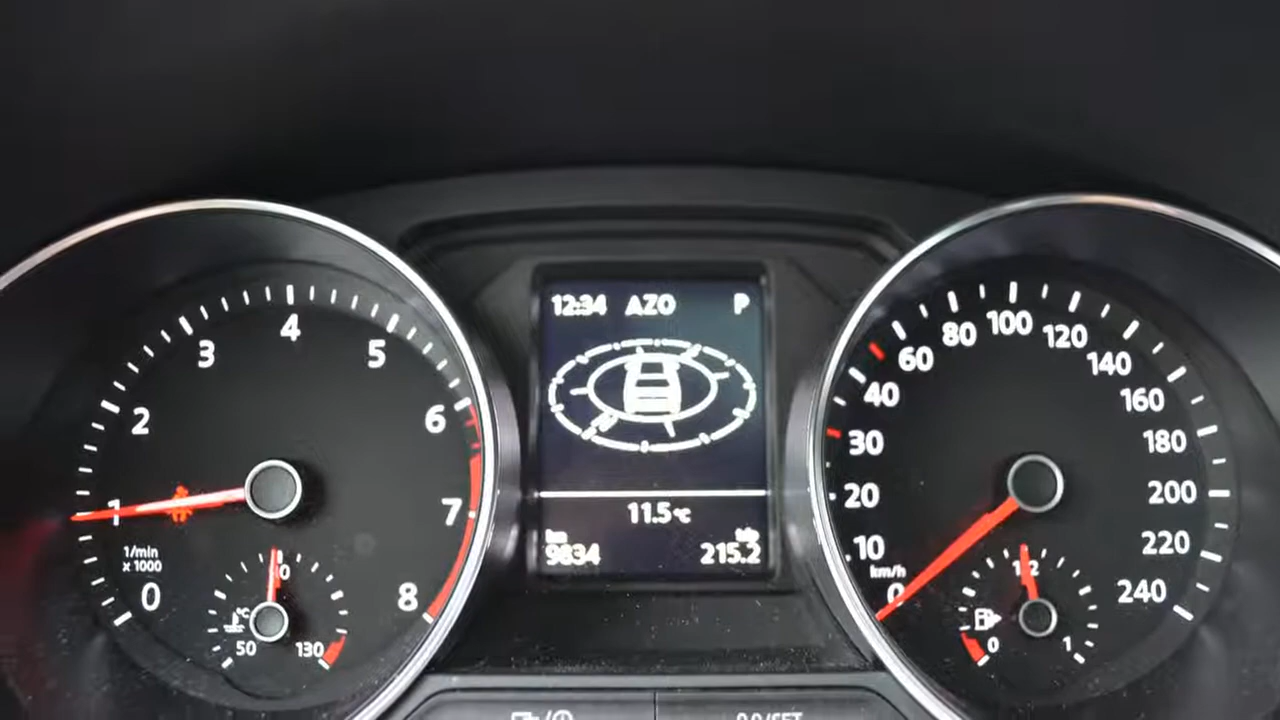 12:34 AZO P
11.5°C
km
9834 215.2
1/min
x 1000
0 1 2 3 4 5 6 7 8
°C
50 130
km/h
0 10 20 30 40 60 80 100 120 140 160 180 200 220 240
0 1/2 1
0.0/SET